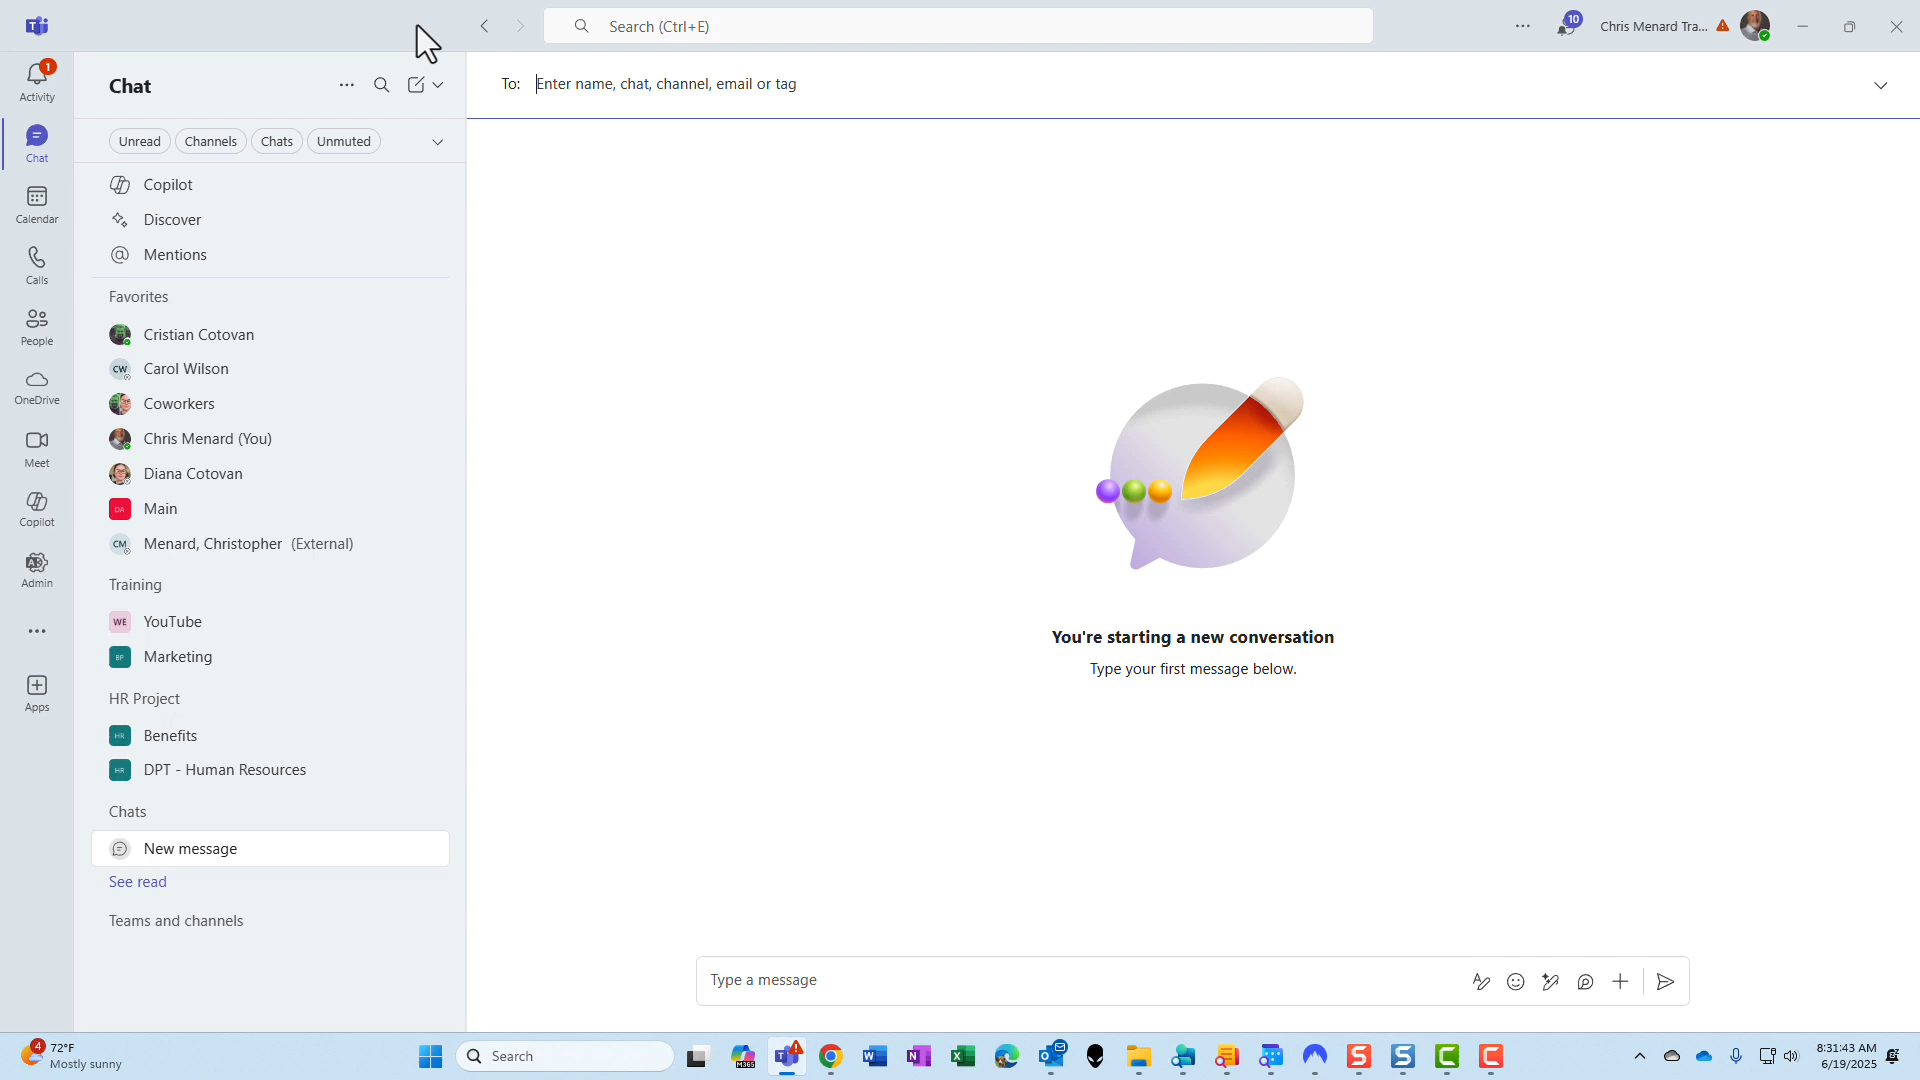 Search (Ctrl+E)
10
Chris Menard Tra...
1
Activity
Chat
Calendar
Calls
People
OneDrive
Meet
Copilot
Admin
Apps
Chat
Unread
Channels
Chats
Unmuted
Copilot
Discover
@ Mentions
Favorites
Cristian Cotovan
CW Carol Wilson
Coworkers
Chris Menard (You)
Diana Cotovan
DA Main
CM Menard, Christopher (External)
Training
WE YouTube
BP Marketing
HR Project
HR Benefits
HR DPT - Human Resources
Chats
New message
See read
Teams and channels
To: Enter name, chat, channel, email or tag
You're starting a new conversation
Type your first message below.
Type a message
4
72°F
Mostly sunny
Search
M365
8:31:43 AM
6/19/2025